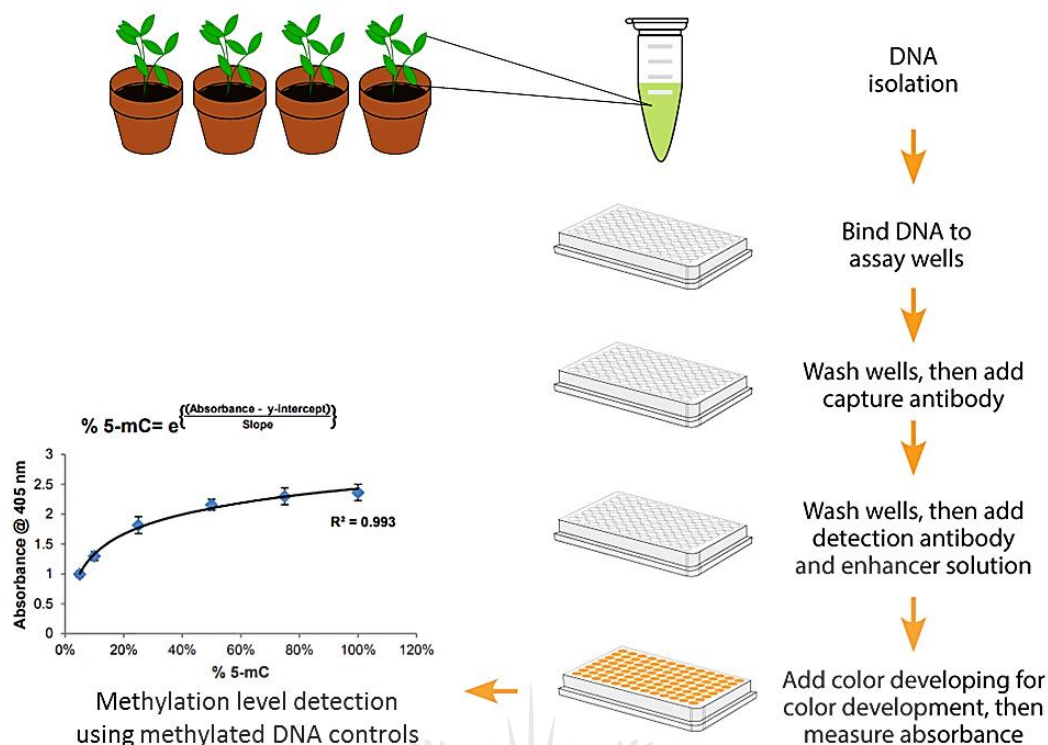 DNA
isolation
Bind DNA to
assay wells
Wash wells, then add
capture antibody
Wash wells, then add
detection antibody
and enhancer solution
Add color developing for
color development, then
measure absorbance
% 5-mC= e{(Absorbance - y-intercept)
Slope}
Absorbance @ 405 nm
3
2.5
2
1.5
1
0.5
0
R² = 0.993
0% 20% 40% 60% 80% 100% 120%
% 5-mC
Methylation level detection
using methylated DNA controls